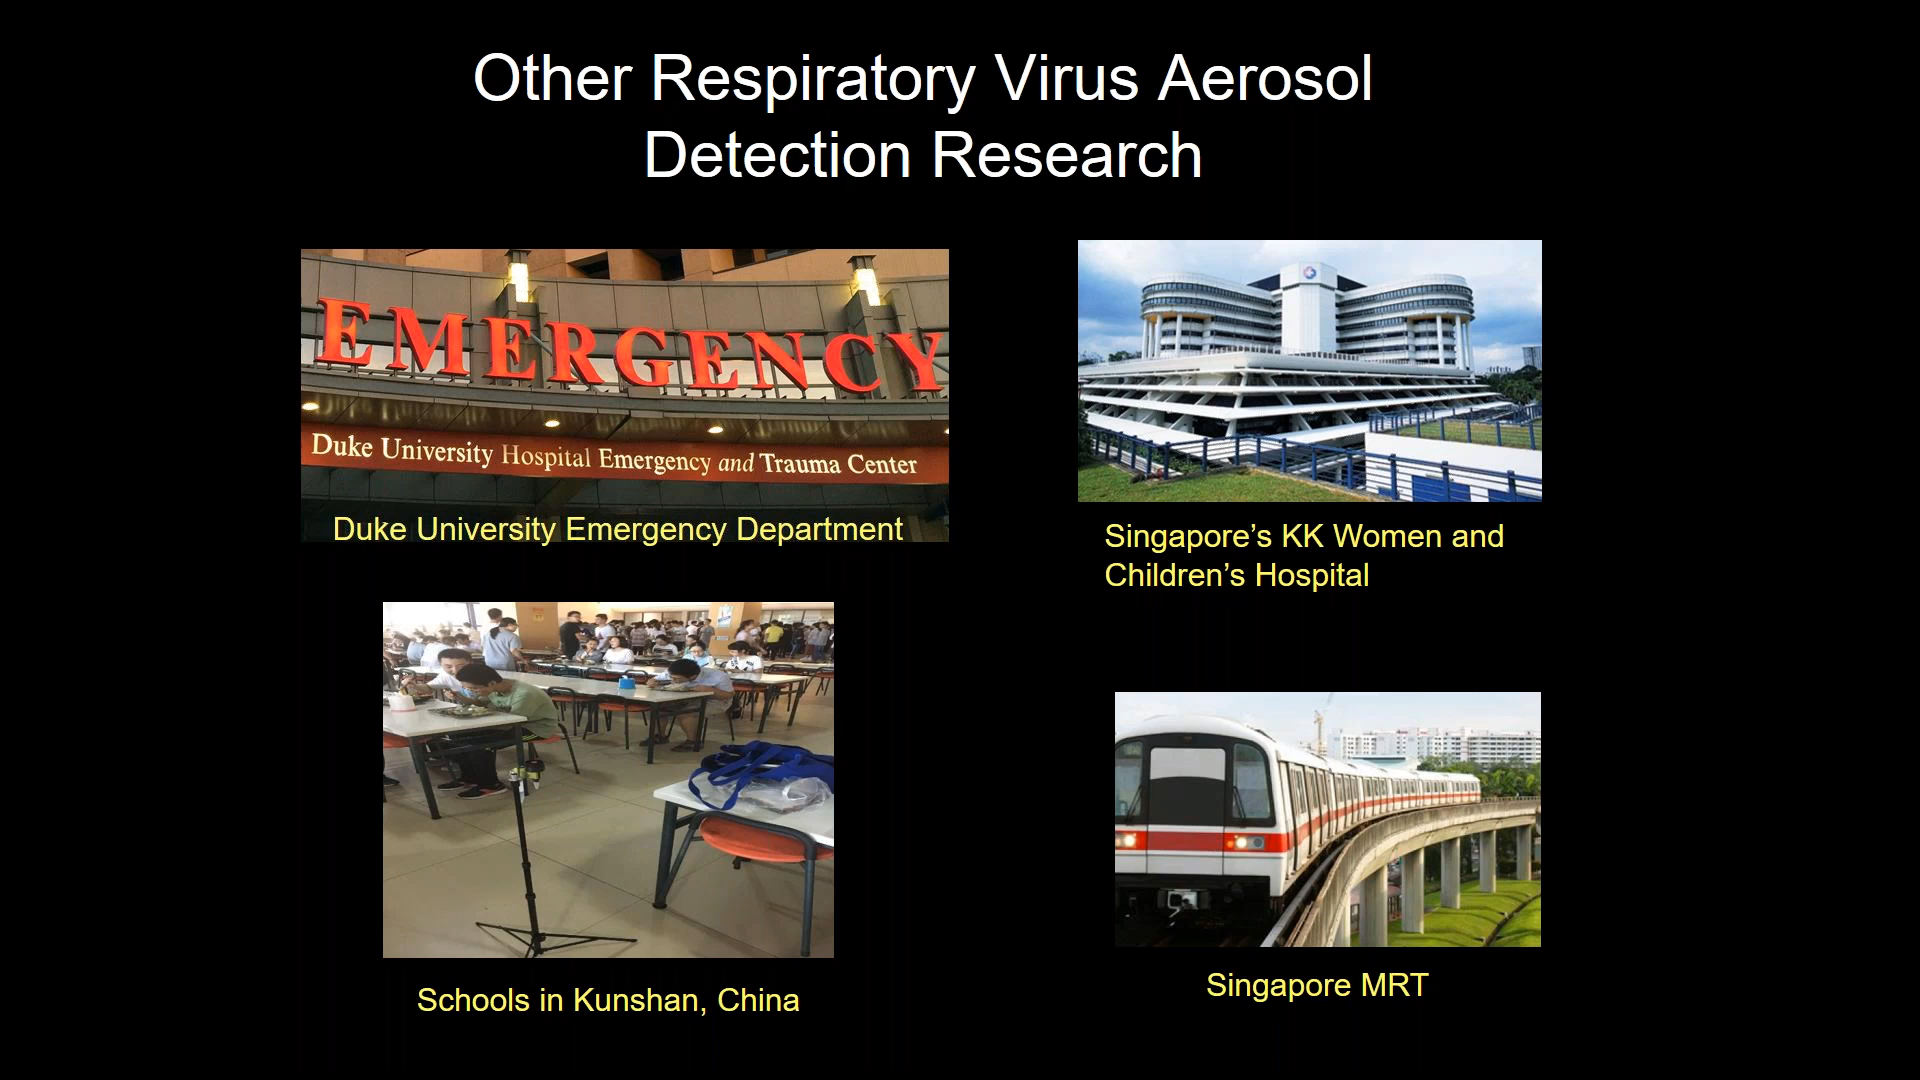 Other Respiratory Virus Aerosol
Detection Research
EMERGENCY
Duke University Hospital Emergency and Trauma Center
Duke University Emergency Department
Singapore’s KK Women and
Children’s Hospital
Schools in Kunshan, China
Singapore MRT